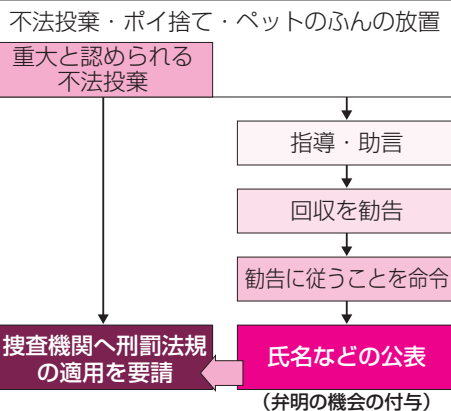 不法投棄・ポイ捨て・ペットのふんの放置
重大と認められる
不法投棄
指導・助言
回収を勧告
勧告に従うことを命令
捜査機関へ刑罰法規
の適用を要請
氏名などの公表
(弁明の機会の付与)